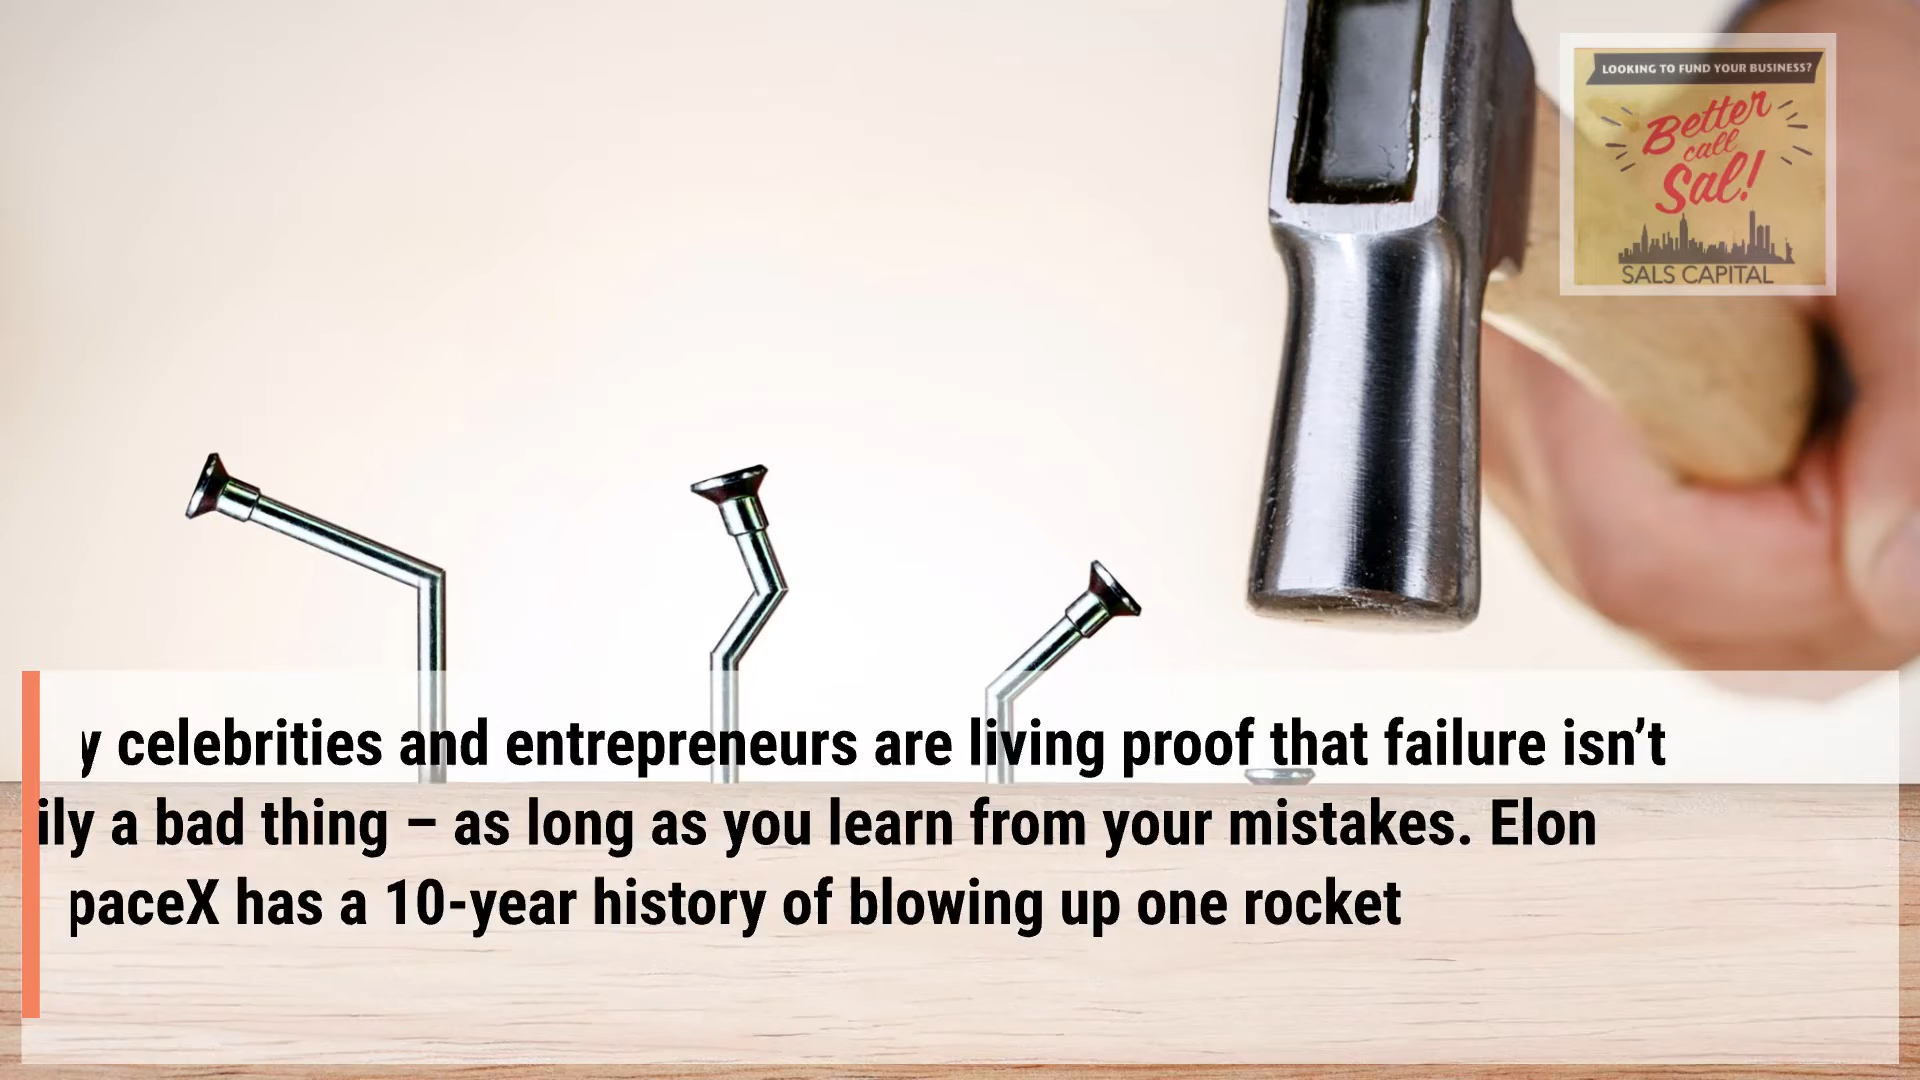 LOOKING TO FUND YOUR BUSINESS?
Better
call
Sal!
SALS CAPITAL
y celebrities and entrepreneurs are living proof that failure isn’t
ily a bad thing – as long as you learn from your mistakes. Elon
paceX has a 10-year history of blowing up one rocket